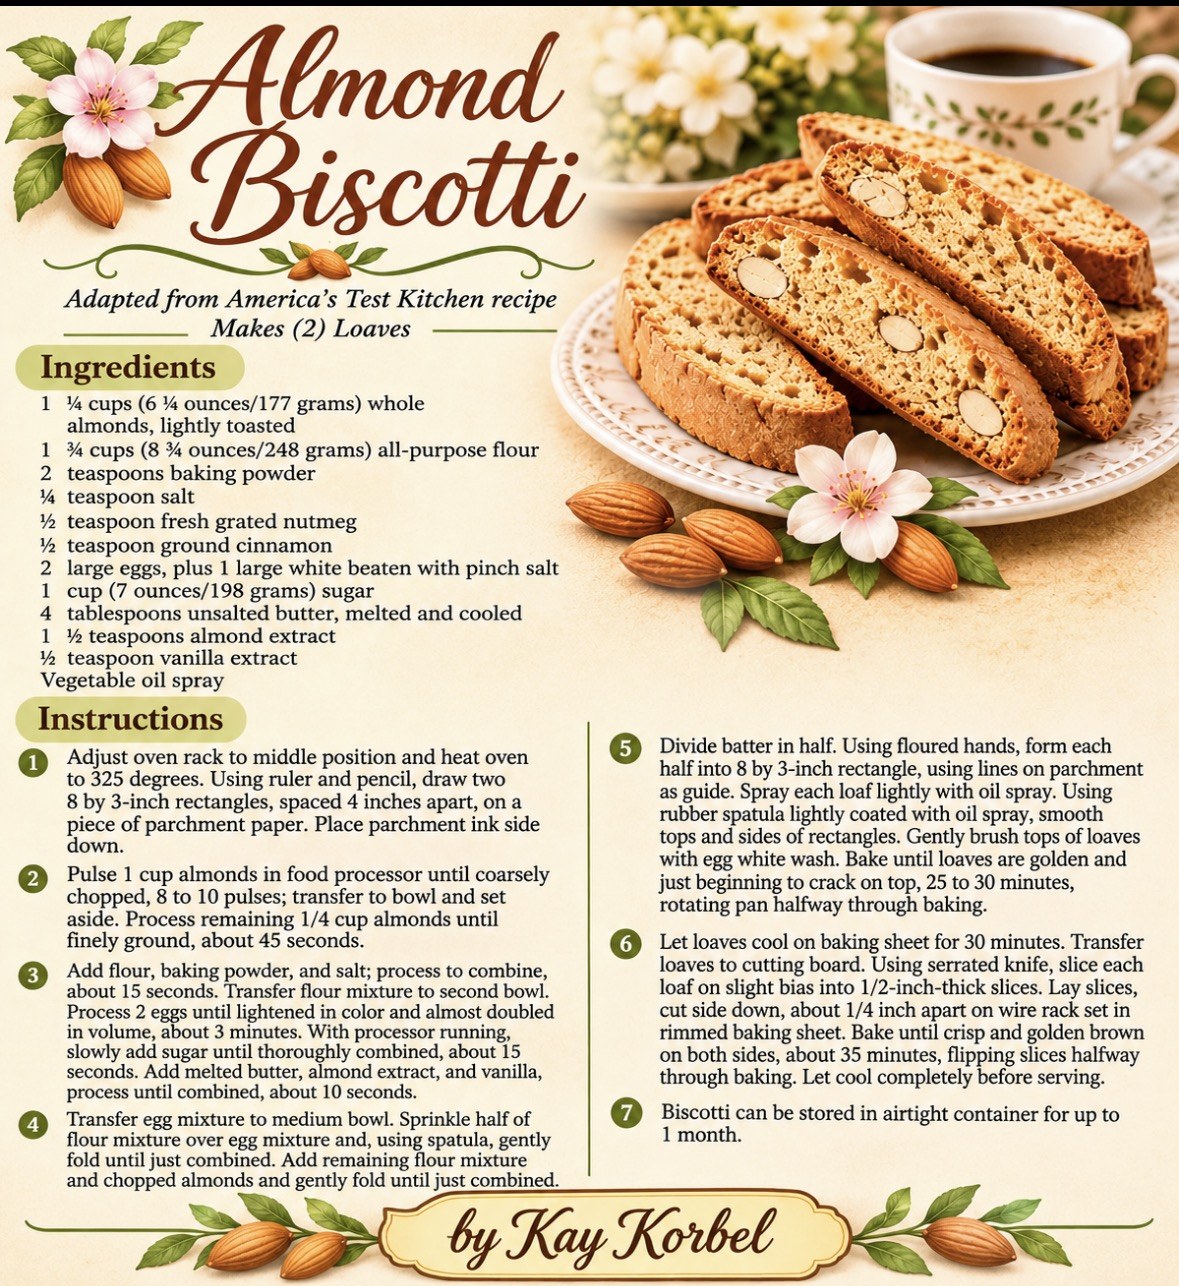 Almond
Biscotti
Adapted from America's Test Kitchen recipe
Makes (2) Loaves
Ingredients
1 ¼ cups (6 ¼ ounces/177 grams) whole
almonds, lightly toasted
1 ¾ cups (8 ¾ ounces/248 grams) all-purpose flour
2 teaspoons baking powder
¼ teaspoon salt
½ teaspoon fresh grated nutmeg
½ teaspoon ground cinnamon
2 large eggs, plus 1 large white beaten with pinch salt
1 cup (7 ounces/198 grams) sugar
4 tablespoons unsalted butter, melted and cooled
1 ½ teaspoons almond extract
½ teaspoon vanilla extract
Vegetable oil spray
Instructions
1 Adjust oven rack to middle position and heat oven
to 325 degrees. Using ruler and pencil, draw two
8 by 3-inch rectangles, spaced 4 inches apart, on a
piece of parchment paper. Place parchment ink side
down.
2 Pulse 1 cup almonds in food processor until coarsely
chopped, 8 to 10 pulses; transfer to bowl and set
aside. Process remaining 1/4 cup almonds until
finely ground, about 45 seconds.
3 Add flour, baking powder, and salt; process to combine,
about 15 seconds. Transfer flour mixture to second bowl.
Process 2 eggs until lightened in color and almost doubled
in volume, about 3 minutes. With processor running,
slowly add sugar until thoroughly combined, about 15
seconds. Add melted butter, almond extract, and vanilla,
process until combined, about 10 seconds.
4 Transfer egg mixture to medium bowl. Sprinkle half of
flour mixture over egg mixture and, using spatula, gently
fold until just combined. Add remaining flour mixture
and chopped almonds and gently fold until just combined.
5 Divide batter in half. Using floured hands, form each
half into 8 by 3-inch rectangle, using lines on parchment
as guide. Spray each loaf lightly with oil spray. Using
rubber spatula lightly coated with oil spray, smooth
tops and sides of rectangles. Gently brush tops of loaves
with egg white wash. Bake until loaves are golden and
just beginning to crack on top, 25 to 30 minutes,
rotating pan halfway through baking.
6 Let loaves cool on baking sheet for 30 minutes. Transfer
loaves to cutting board. Using serrated knife, slice each
loaf on slight bias into 1/2-inch-thick slices. Lay slices,
cut side down, about 1/4 inch apart on wire rack set in
rimmed baking sheet. Bake until crisp and golden brown
on both sides, about 35 minutes, flipping slices halfway
through baking. Let cool completely before serving.
7 Biscotti can be stored in airtight container for up to
1 month.
by Kay Korbel